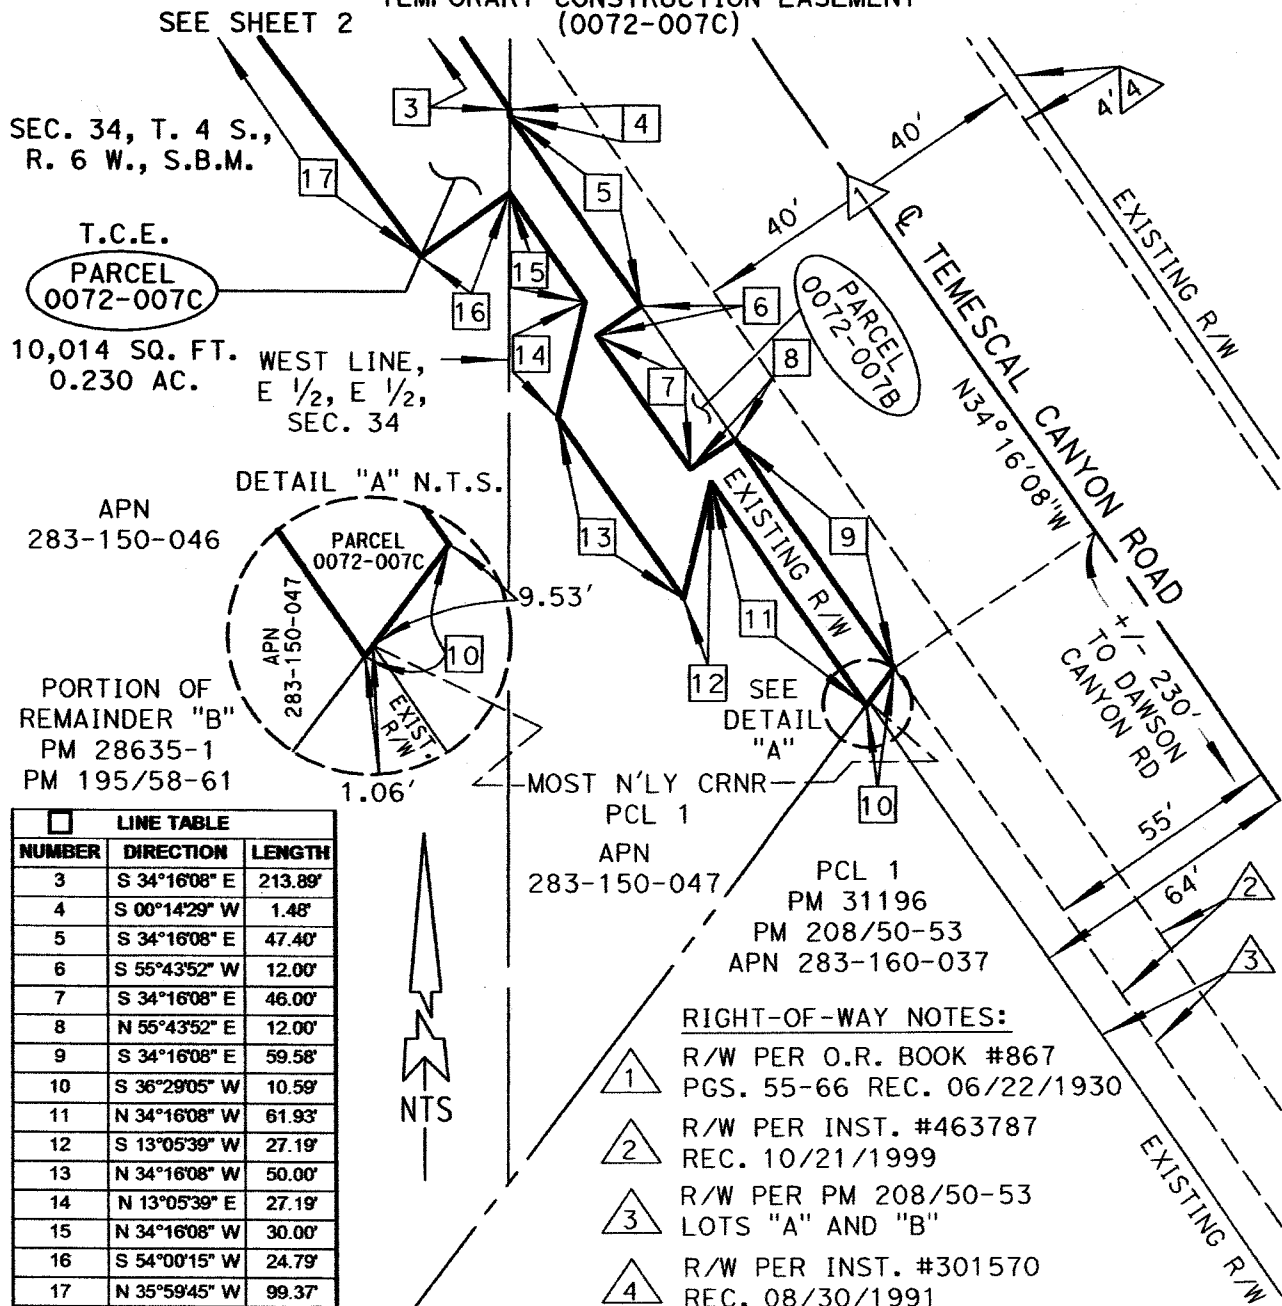 TEMPORARY CONSTRUCTION EASEMENT
(0072-007C)
SEE SHEET 2
3
4
4'
4
SEC. 34, T. 4 S.,
R. 6 W., S.B.M.
17
5
40'
40'
1
EXISTING R/W
T.C.E.
PARCEL
0072-007C
10,014 SQ. FT.
0.230 AC.
15
16
6
14
7
8
PARCEL
0072-007B
℄ TEMESCAL CANYON ROAD
N34°16'08"W
WEST LINE,
E 1/2, E 1/2,
SEC. 34
DETAIL "A" N.T.S.
APN
283-150-046
PARCEL
0072-007C
APN
283-150-047
EXIST.
R/W
9.53'
10
1.06'
13
EXISTING R/W
9
11
12
SEE
DETAIL
"A"
10
+/- 230'
TO DAWSON
CANYON RD
PORTION OF
REMAINDER "B"
PM 28635-1
PM 195/58-61
MOST N'LY CRNR
PCL 1
APN
283-150-047
55'
64'
2
3
PCL 1
PM 31196
PM 208/50-53
APN 283-160-037
LINE TABLE
NUMBER DIRECTION LENGTH
3 S 34°16'08" E 213.89'
4 S 00°14'29" W 1.48'
5 S 34°16'08" E 47.40'
6 S 55°43'52" W 12.00'
7 S 34°16'08" E 46.00'
8 N 55°43'52" E 12.00'
9 S 34°16'08" E 59.58'
10 S 36°29'05" W 10.59'
11 N 34°16'08" W 61.93'
12 S 13°05'39" W 27.19'
13 N 34°16'08" W 50.00'
14 N 13°05'39" E 27.19'
15 N 34°16'08" W 30.00'
16 S 54°00'15" W 24.79'
17 N 35°59'45" W 99.37'
NTS
RIGHT-OF-WAY NOTES:
1 R/W PER O.R. BOOK #867
PGS. 55-66 REC. 06/22/1930
2 R/W PER INST. #463787
REC. 10/21/1999
3 R/W PER PM 208/50-53
LOTS "A" AND "B"
4 R/W PER INST. #301570
REC. 08/30/1991
EXISTING R/W